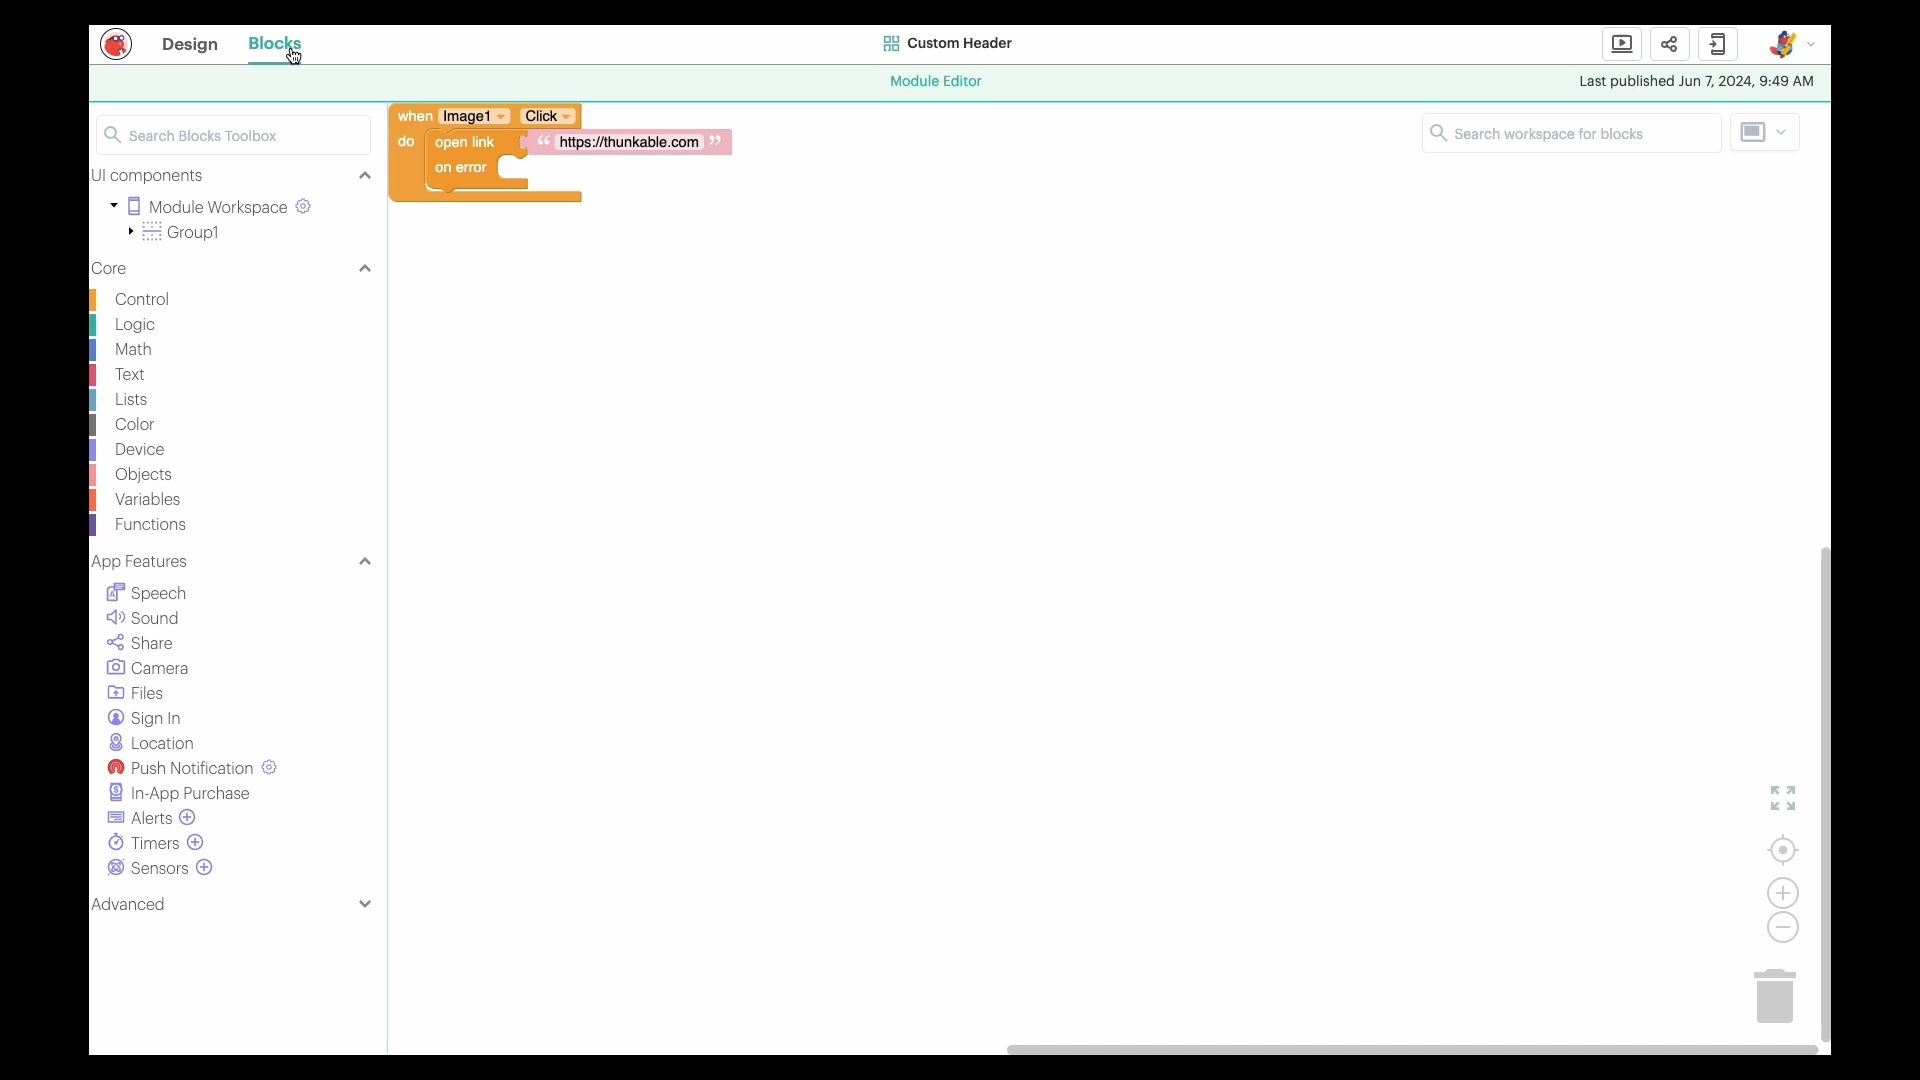 Design
Blocks
Custom Header
Module Editor
Last published Jun 7, 2024, 9:49 AM
Search Blocks Toolbox
UI components
Module Workspace
Group1
Core
Control
Logic
Math
Text
Lists
Color
Device
Objects
Variables
Functions
App Features
Speech
Sound
Share
Camera
Files
Sign In
Location
Push Notification
In-App Purchase
Alerts
Timers
Sensors
Advanced
when Image1 Click
do open link “ https://thunkable.com ”
on error
Search workspace for blocks